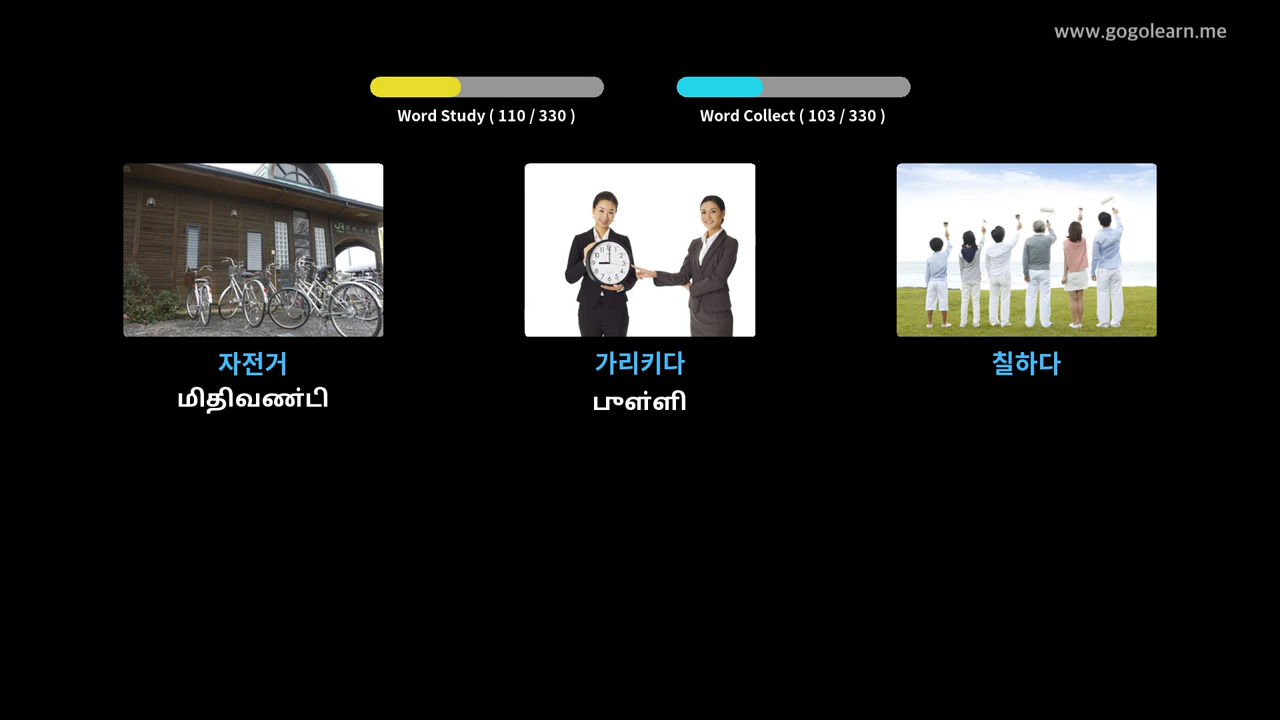 www.gogolearn.me
Word Study ( 110 / 330 )
Word Collect ( 103 / 330 )
자전거
가리키다
칠하다
மிதிவண்டி
புள்ளி
JR